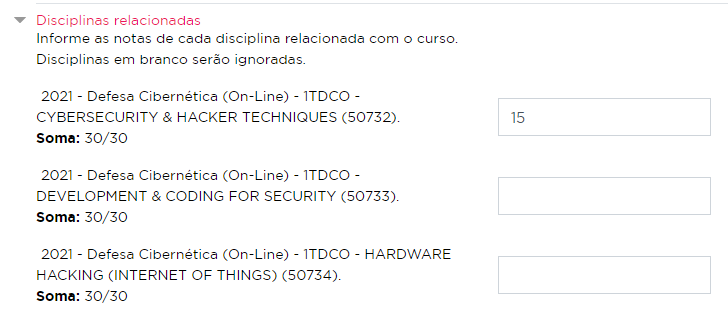 Disciplinas relacionadas
Informe as notas de cada disciplina relacionada com o curso.
Disciplinas em branco serão ignoradas.
2021 - Defesa Cibernética (On-Line) - 1TDCO -
CYBERSECURITY & HACKER TECHNIQUES (50732).
Soma: 30/30
15
2021 - Defesa Cibernética (On-Line) - 1TDCO -
DEVELOPMENT & CODING FOR SECURITY (50733).
Soma: 30/30
2021 - Defesa Cibernética (On-Line) - 1TDCO - HARDWARE
HACKING (INTERNET OF THINGS) (50734).
Soma: 30/30